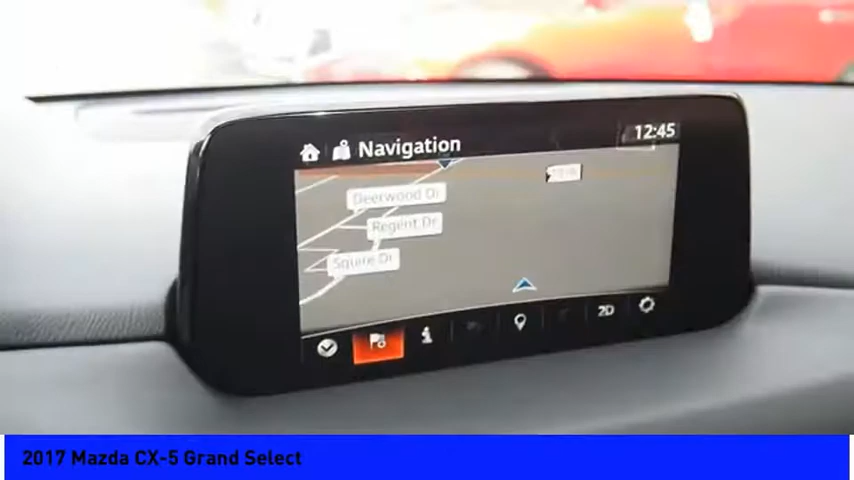 Navigation
12:45
Deerwood Dr
Regent Dr
Squire Dr
2D
2017 Mazda CX-5 Grand Select